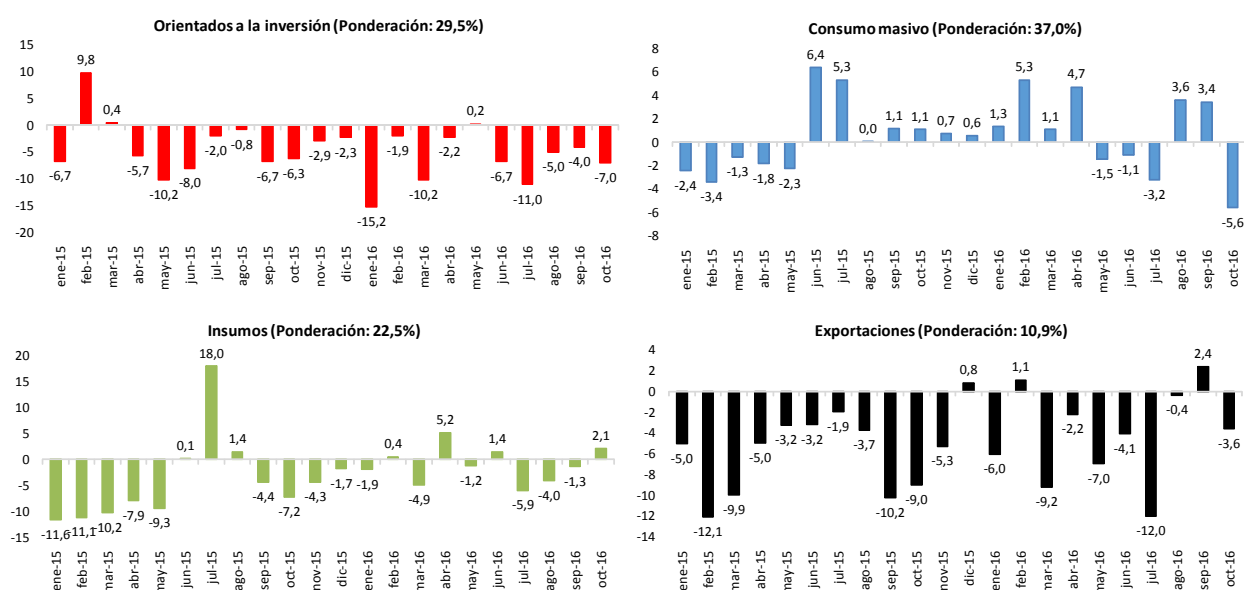 Orientados a la inversión (Ponderación: 29,5%)
15
10
5
0
-5
-10
-15
-20
-6,7
9,8
0,4
-5,7
-10,2
-8,0
-2,0
-0,8
-6,7
-6,3
-2,9
-2,3
-15,2
-1,9
-10,2
-2,2
0,2
-6,7
-11,0
-5,0
-4,0
-7,0
ene-15
feb-15
mar-15
abr-15
may-15
jun-15
jul-15
ago-15
sep-15
oct-15
nov-15
dic-15
ene-16
feb-16
mar-16
abr-16
may-16
jun-16
jul-16
ago-16
sep-16
oct-16
Consumo masivo (Ponderación: 37,0%)
8
6
4
2
0
-2
-4
-6
-8
-2,4
-3,4
-1,3
-1,8
-2,3
6,4
5,3
0,0
1,1
1,1
0,7
0,6
1,3
5,3
1,1
4,7
-1,5
-1,1
-3,2
3,6
3,4
-5,6
ene-15
feb-15
mar-15
abr-15
may-15
jun-15
jul-15
ago-15
sep-15
oct-15
nov-15
dic-15
ene-16
feb-16
mar-16
abr-16
may-16
jun-16
jul-16
ago-16
sep-16
oct-16
Insumos (Ponderación: 22,5%)
20
15
10
5
0
-5
-10
-15
-11,6
-11,1
-10,2
-7,9
-9,3
0,1
18,0
1,4
-4,4
-7,2
-4,3
-1,7
-1,9
0,4
-4,9
5,2
-1,2
1,4
-5,9
-4,0
-1,3
2,1
ene-15
feb-15
mar-15
abr-15
may-15
jun-15
jul-15
ago-15
sep-15
oct-15
nov-15
dic-15
ene-16
feb-16
mar-16
abr-16
may-16
jun-16
jul-16
ago-16
sep-16
oct-16
Exportaciones (Ponderación: 10,9%)
4
2
0
-2
-4
-6
-8
-10
-12
-14
-5,0
-12,1
-9,9
-5,0
-3,2
-3,2
-1,9
-3,7
-10,2
-9,0
-5,3
0,8
-6,0
1,1
-9,2
-2,2
-7,0
-4,1
-12,0
-0,4
2,4
-3,6
ene-15
feb-15
mar-15
abr-15
may-15
jun-15
jul-15
ago-15
sep-15
oct-15
nov-15
dic-15
ene-16
feb-16
mar-16
abr-16
may-16
jun-16
jul-16
ago-16
sep-16
oct-16